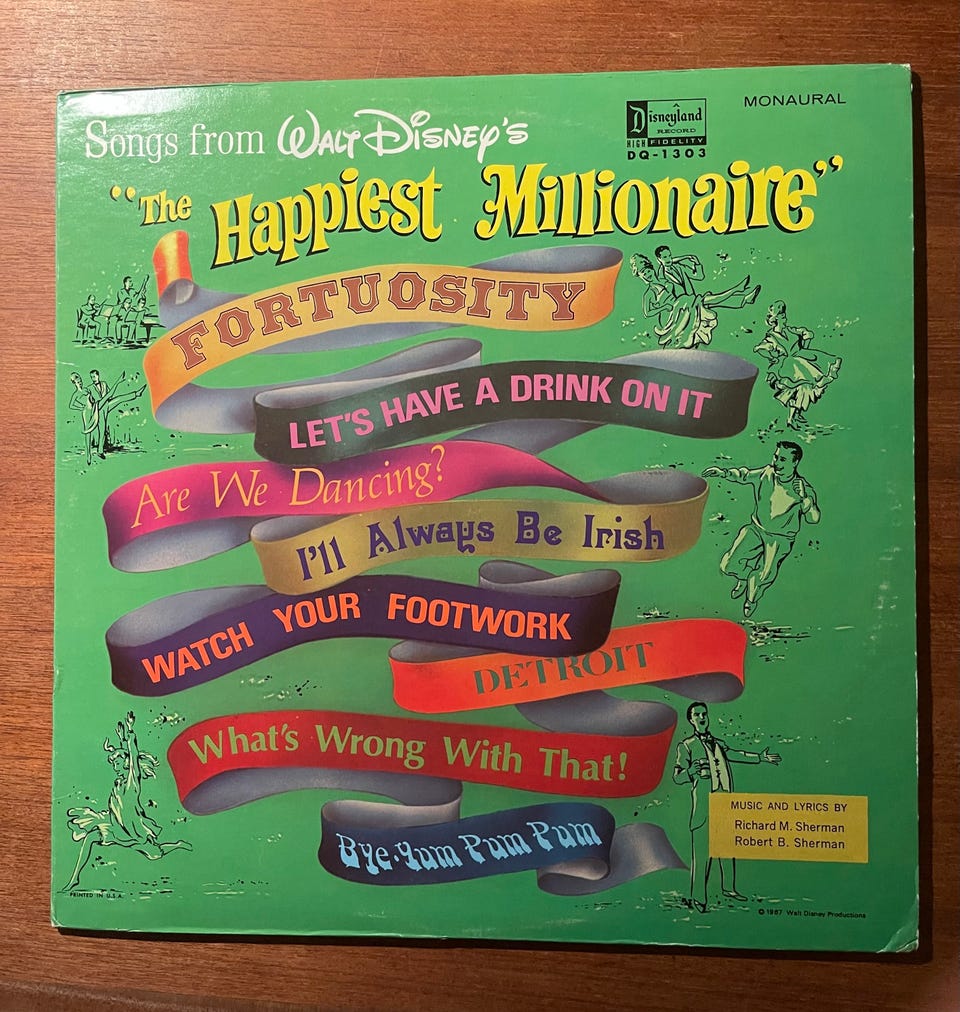 Songs from WALT DISNEY'S
Disneyland
RECORD
HIGH FIDELITY
DQ-1303
MONAURAL
"The Happiest Millionaire"
FORTUOSITY
LET'S HAVE A DRINK ON IT
Are We Dancing?
I'll Always Be Irish
WATCH YOUR FOOTWORK
DETROIT
What's Wrong With That!
Bye-Yum Pum Pum
MUSIC AND LYRICS BY
Richard M. Sherman
Robert B. Sherman
PRINTED IN U.S.A.
© 1967 Walt Disney Productions